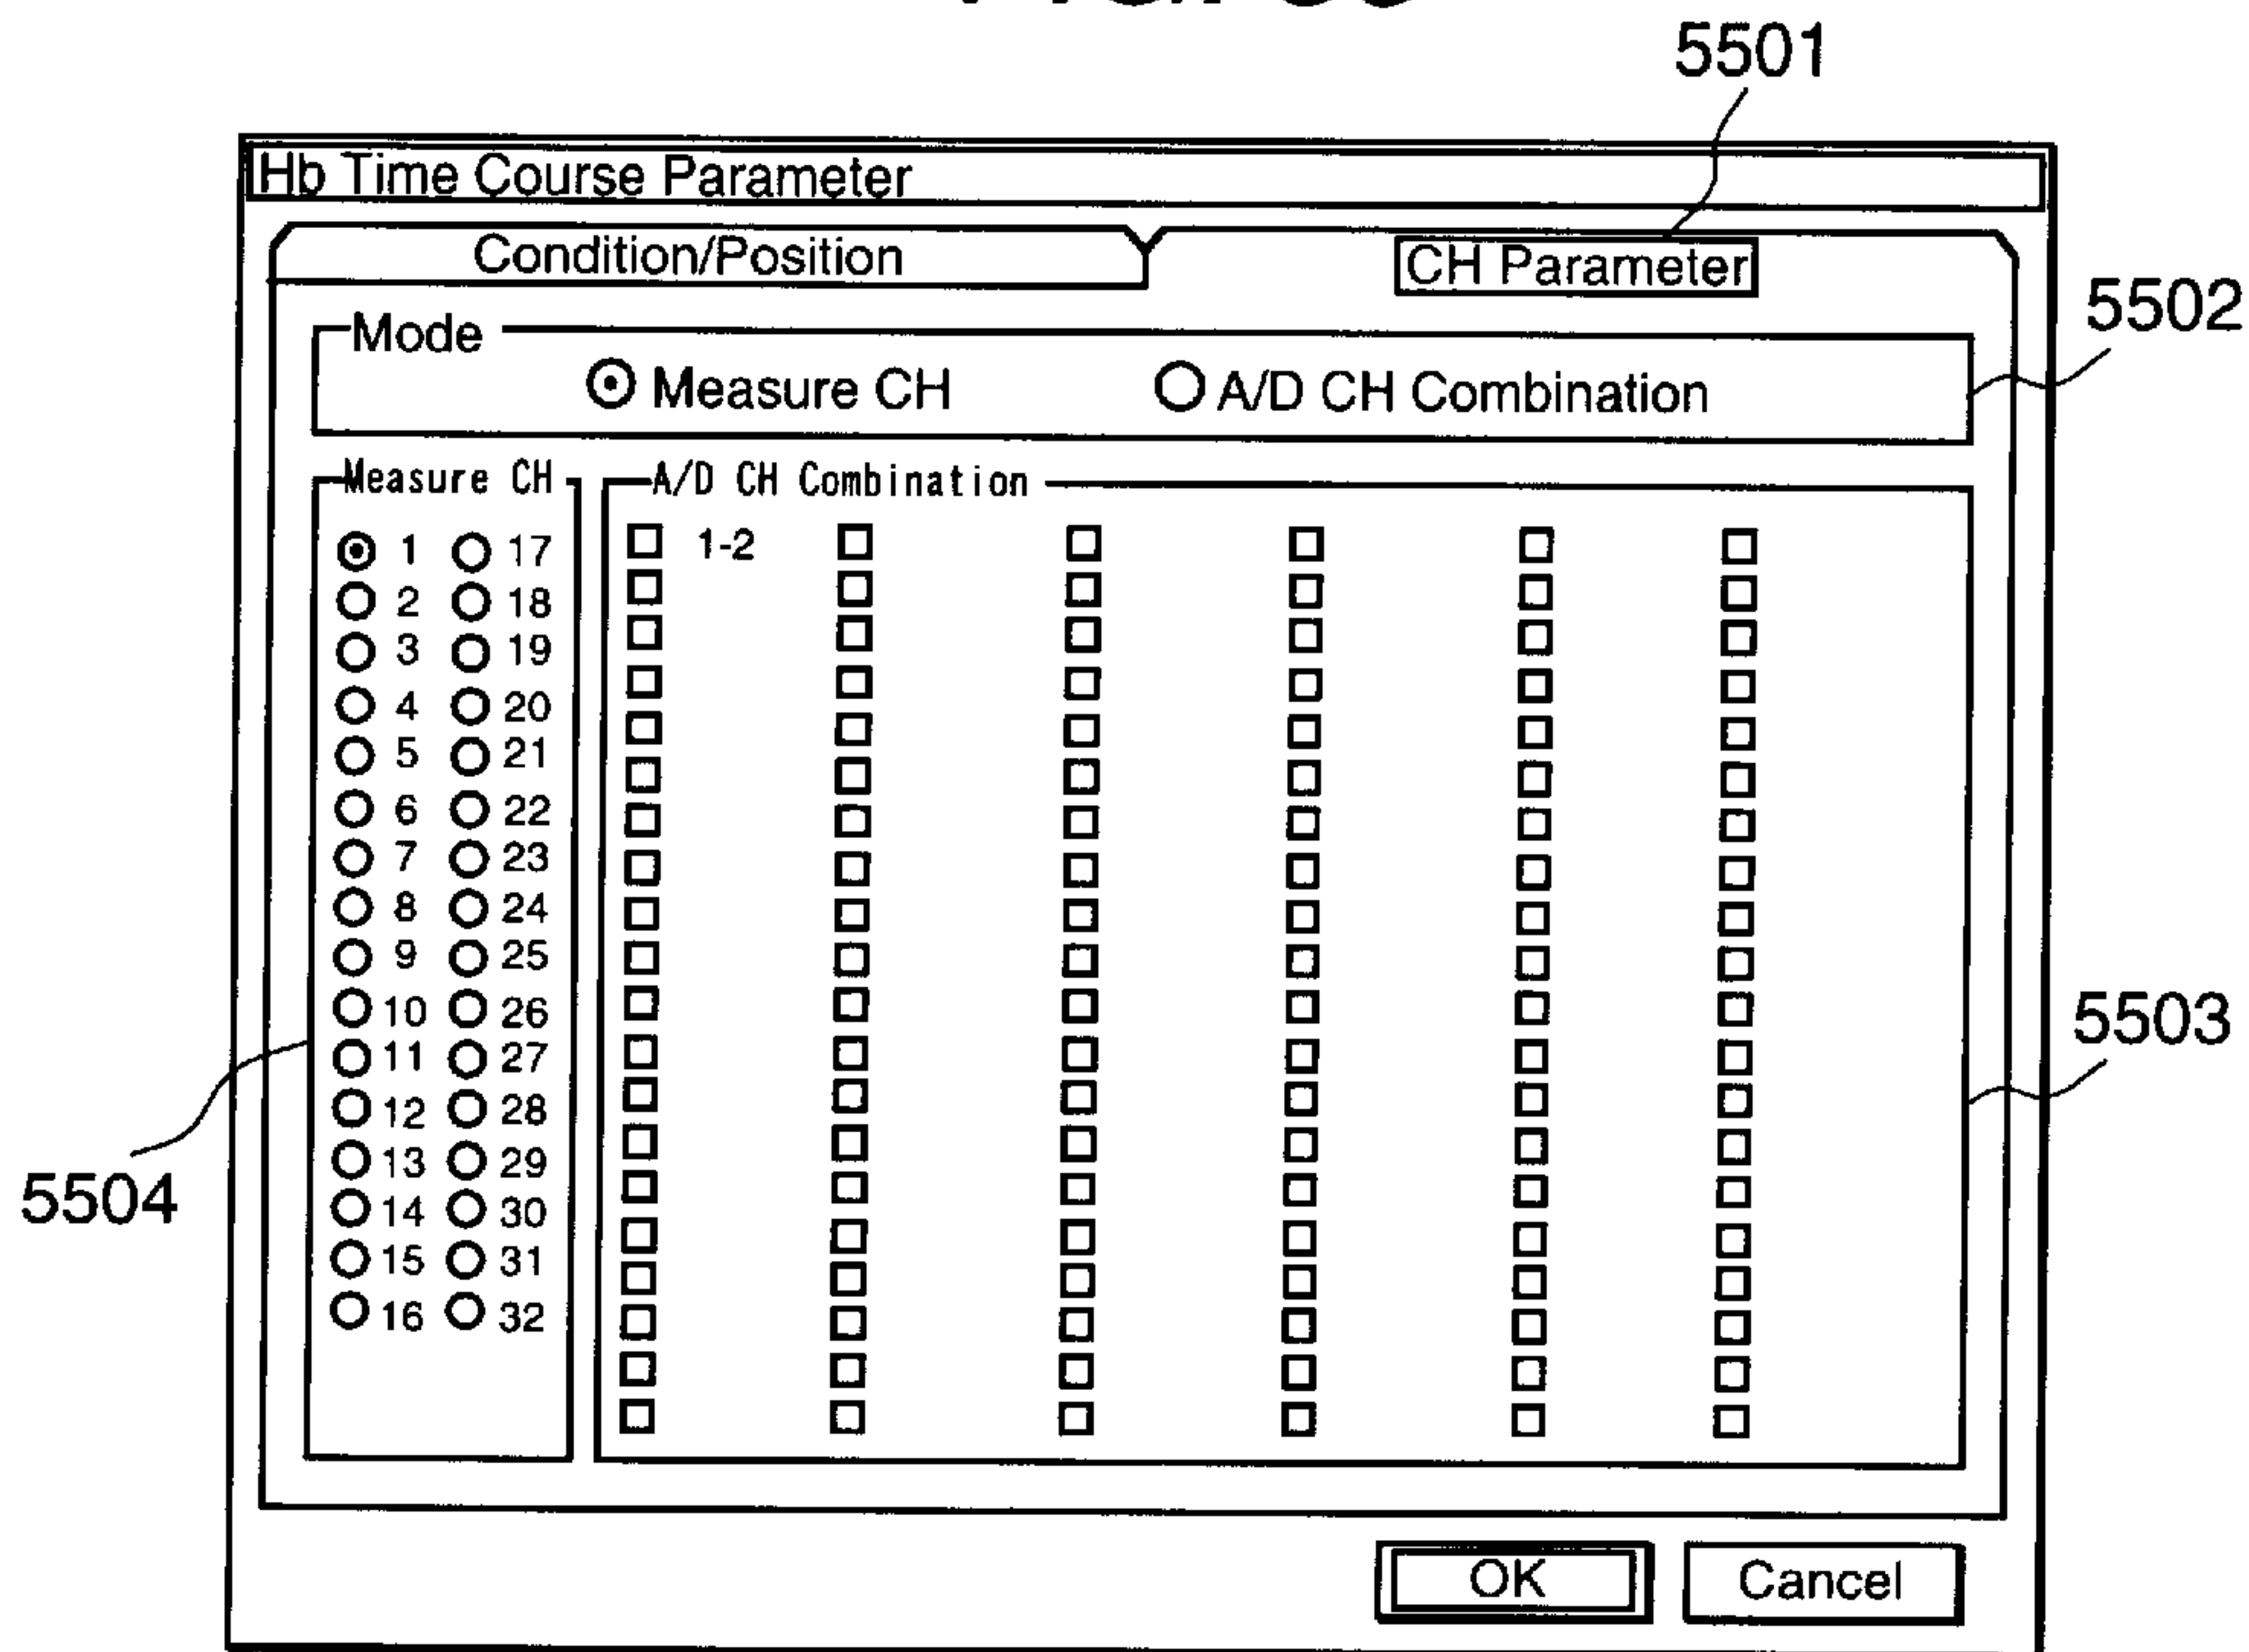 5501
Hb Time Course Parameter
Condition/Position
CH Parameter
5502
Mode
Measure CH
A/D CH Combination
Measure CH
A/D CH Combination
1 17 1-2
2 18
3 19
4 20
5 21
6 22
7 23
8 24
9 25
10 26
11 27
5503
12 28
13 29
5504
14 30
15 31
16 32
OK
Cancel